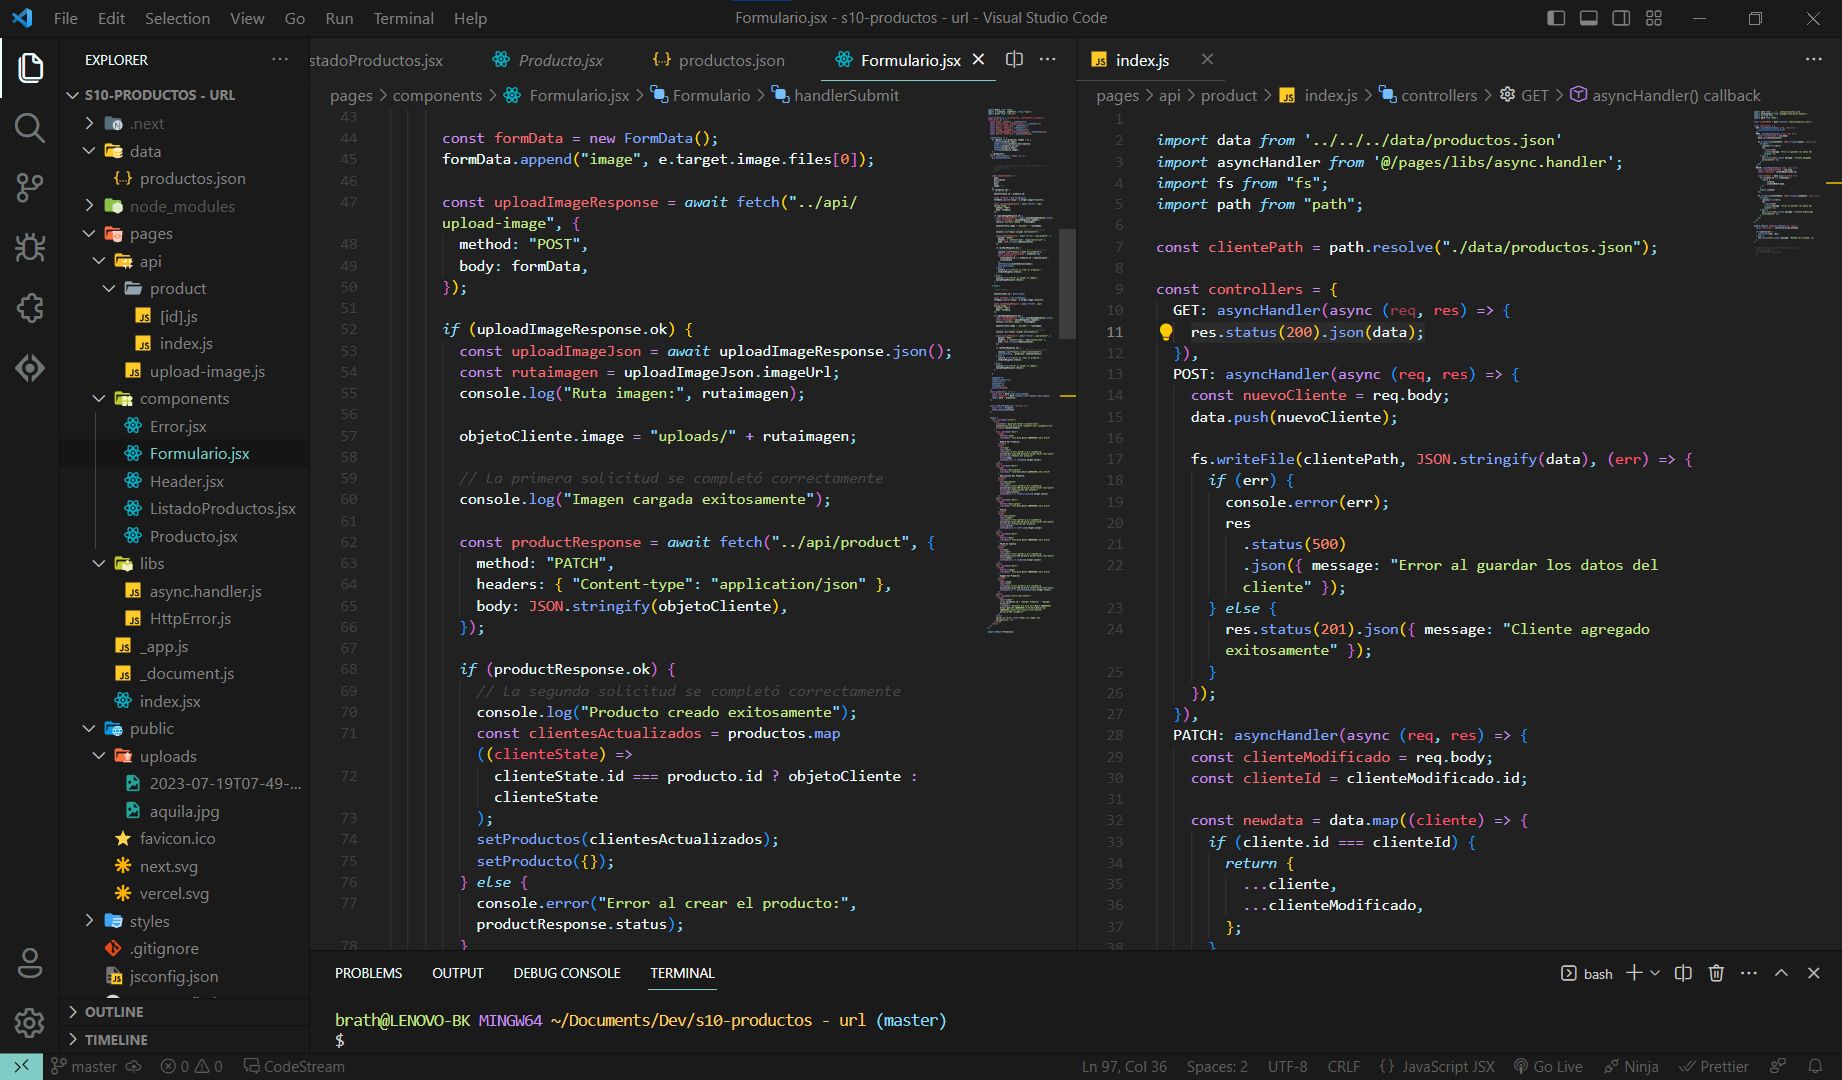 File Edit Selection View Go Run Terminal Help
Formulario.jsx - s10-productos - url - Visual Studio Code
EXPLORER
S10-PRODUCTOS - URL
.next
data
productos.json
node_modules
pages
api
product
[id].js
index.js
upload-image.js
components
Error.jsx
Formulario.jsx
Header.jsx
ListadoProductos.jsx
Producto.jsx
libs
async.handler.js
HttpError.js
_app.js
_document.js
index.jsx
public
uploads
2023-07-19T07-49-...
aquila.jpg
favicon.ico
next.svg
vercel.svg
styles
.gitignore
jsconfig.json
OUTLINE
TIMELINE
stadoProductos.jsx Producto.jsx productos.json Formulario.jsx
pages > components > Formulario.jsx > Formulario > handlerSubmit
43
44 const formData = new FormData();
45 formData.append("image", e.target.image.files[0]);
46
47 const uploadImageResponse = await fetch("../api/
upload-image", {
48 method: "POST",
49 body: formData,
50 });
51
52 if (uploadImageResponse.ok) {
53 const uploadImageJson = await uploadImageResponse.json();
54 const rutaimagen = uploadImageJson.imageUrl;
55 console.log("Ruta imagen:", rutaimagen);
56
57 objetoCliente.image = "uploads/" + rutaimagen;
58
59 // La primera solicitud se completó correctamente
60 console.log("Imagen cargada exitosamente");
61
62 const productResponse = await fetch("../api/product", {
63 method: "PATCH",
64 headers: { "Content-type": "application/json" },
65 body: JSON.stringify(objetoCliente),
66 });
67
68 if (productResponse.ok) {
69 // La segunda solicitud se completó correctamente
70 console.log("Producto creado exitosamente");
71 const clientesActualizados = productos.map
((clienteState) =>
72 clienteState.id === producto.id ? objetoCliente :
clienteState
73 );
74 setProductos(clientesActualizados);
75 setProducto({});
76 } else {
77 console.error("Error al crear el producto:",
productResponse.status);
78 }
index.js
pages > api > product > index.js > controllers > GET > asyncHandler() callback
1
2 import data from '../../../data/productos.json'
3 import asyncHandler from '@/pages/libs/async.handler';
4 import fs from "fs";
5 import path from "path";
6
7 const clientePath = path.resolve("./data/productos.json");
8
9 const controllers = {
10 GET: asyncHandler(async (req, res) => {
11 res.status(200).json(data);
12 }),
13 POST: asyncHandler(async (req, res) => {
14 const nuevoCliente = req.body;
15 data.push(nuevoCliente);
16
17 fs.writeFile(clientePath, JSON.stringify(data), (err) => {
18 if (err) {
19 console.error(err);
20 res
21 .status(500)
22 .json({ message: "Error al guardar los datos del
cliente" });
23 } else {
24 res.status(201).json({ message: "Cliente agregado
exitosamente" });
25 }
26 });
27 }),
28 PATCH: asyncHandler(async (req, res) => {
29 const clienteModificado = req.body;
30 const clienteId = clienteModificado.id;
31
32 const newdata = data.map((cliente) => {
33 if (cliente.id === clienteId) {
34 return {
35 ...cliente,
36 ...clienteModificado,
37 };
38 }
PROBLEMS OUTPUT DEBUG CONSOLE TERMINAL
bash
brath@LENOVO-BK MINGW64 ~/Documents/Dev/s10-productos - url (master)
$
master 0 0 CodeStream
Ln 97, Col 36 Spaces: 2 UTF-8 CRLF {} JavaScript JSX Go Live Ninja Prettier